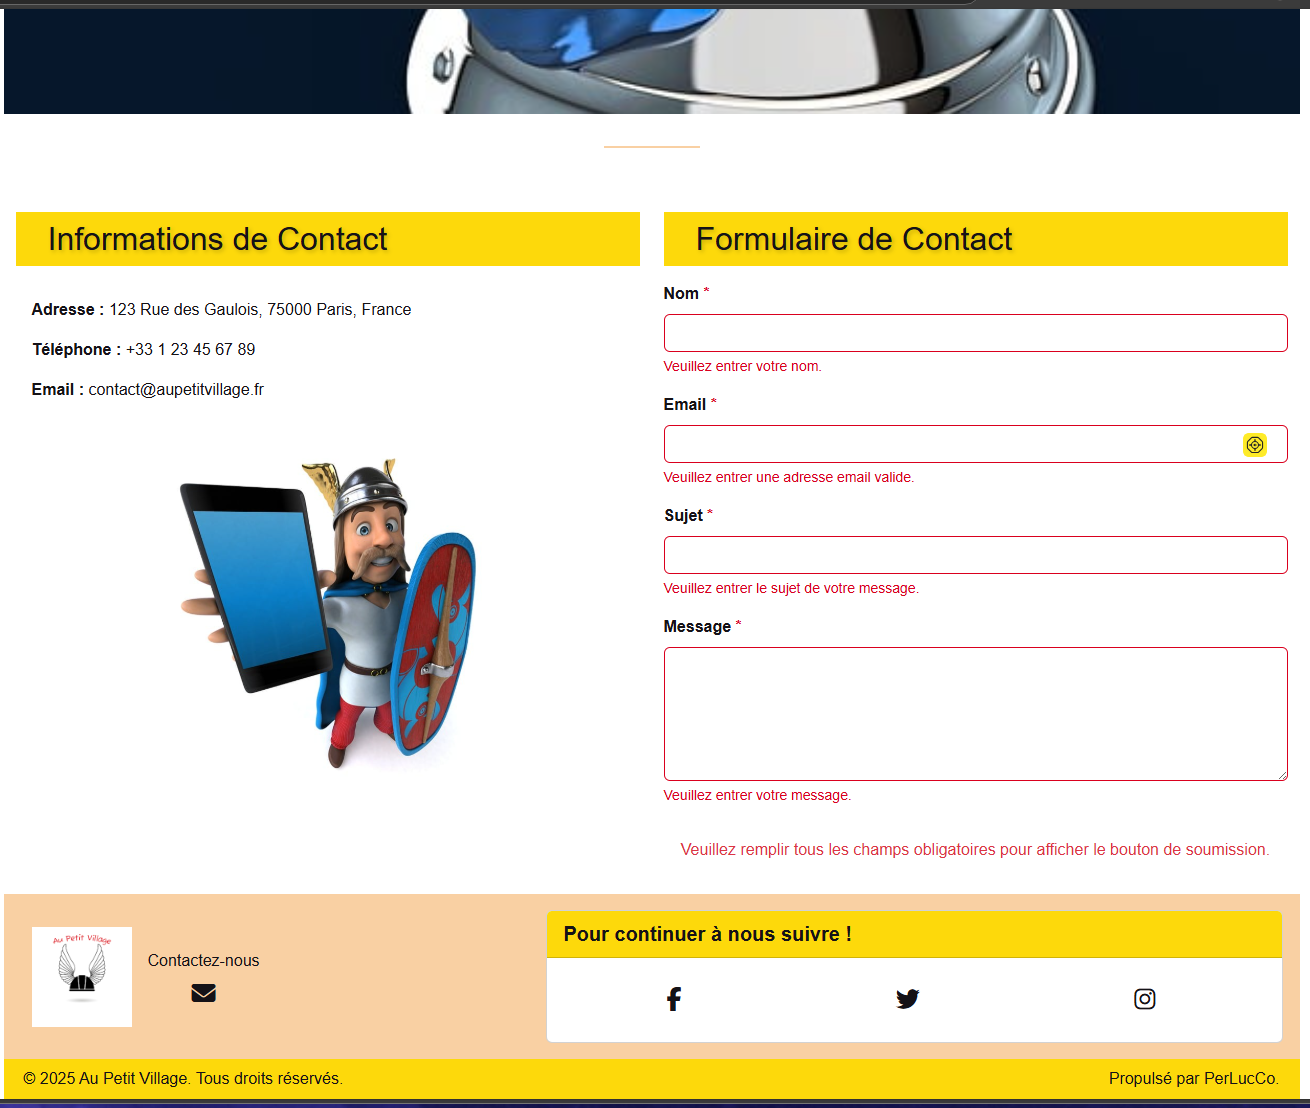 Informations de Contact
Adresse : 123 Rue des Gaulois, 75000 Paris, France
Téléphone : +33 1 23 45 67 89
Email : contact@aupetitvillage.fr
Formulaire de Contact
Nom *
Veuillez entrer votre nom.
Email *
Veuillez entrer une adresse email valide.
Sujet *
Veuillez entrer le sujet de votre message.
Message *
Veuillez entrer votre message.
Veuillez remplir tous les champs obligatoires pour afficher le bouton de soumission.
Au Petit Village
Contactez-nous
Pour continuer à nous suivre !
© 2025 Au Petit Village. Tous droits réservés.
Propulsé par PerLucCo.